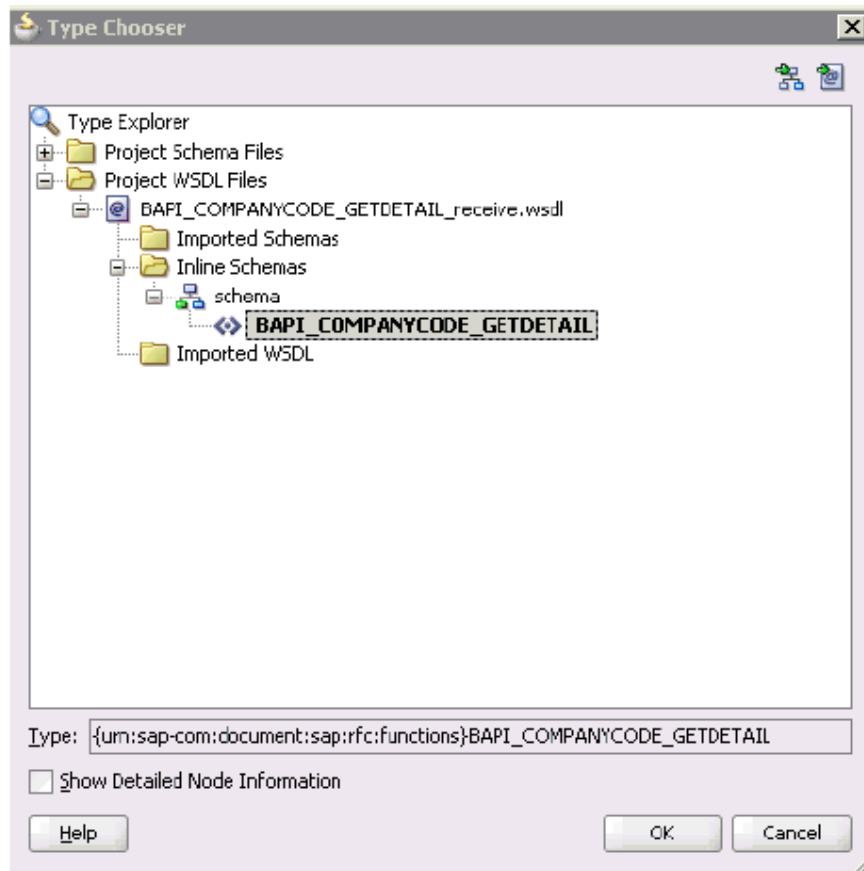 Type Chooser
Type Explorer
Project Schema Files
Project WSDL Files
BAPI_COMPANYCODE_GETDETAIL_receive.wsdl
Imported Schemas
Inline Schemas
schema
BAPI_COMPANYCODE_GETDETAIL
Imported WSDL
Type: {urn:sap-com:document:sap:rfc:functions}BAPI_COMPANYCODE_GETDETAIL
Show Detailed Node Information
Help OK Cancel